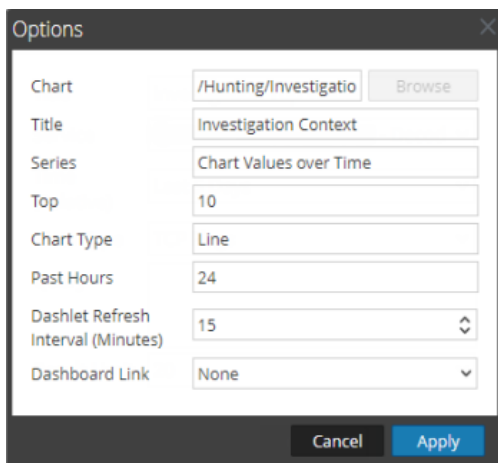 Options
Chart /Hunting/Investigatio Browse
Title Investigation Context
Series Chart Values over Time
Top 10
Chart Type Line
Past Hours 24
Dashlet Refresh
Interval (Minutes) 15
Dashboard Link None
Cancel Apply